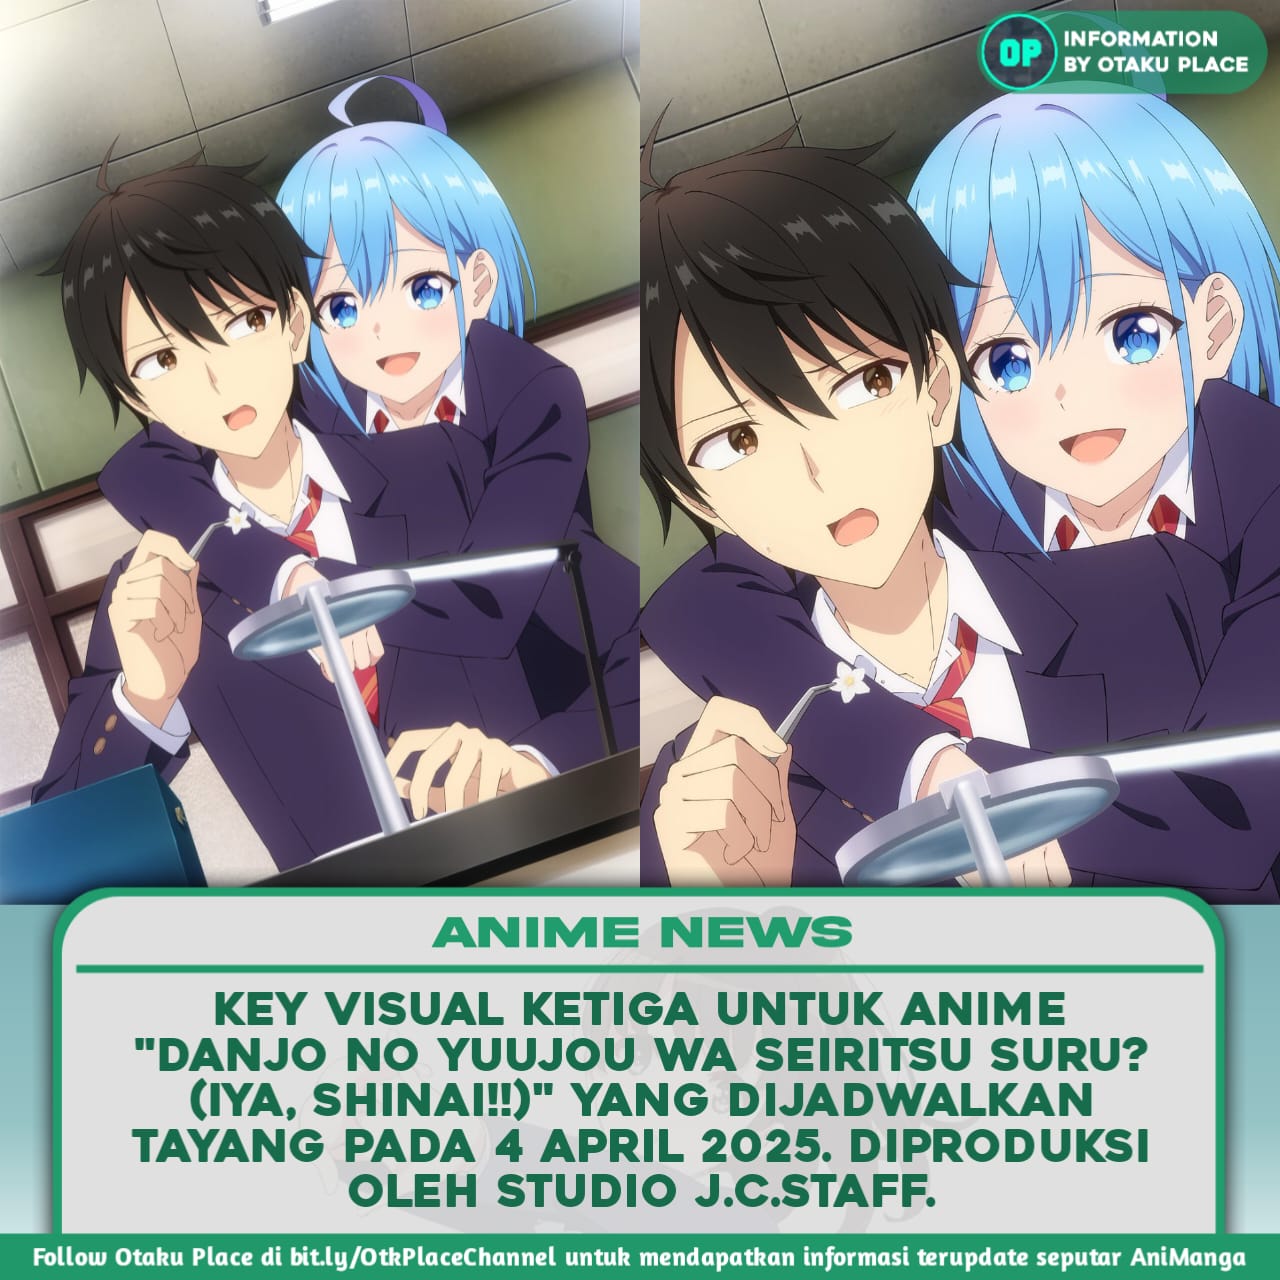 OP
INFORMATION
BY OTAKU PLACE
ANIME NEWS
KEY VISUAL KETIGA UNTUK ANIME
"DANJO NO YUUJOU WA SEIRITSU SURU?
(IYA, SHINAI!!)" YANG DIJADWALKAN
TAYANG PADA 4 APRIL 2025. DIPRODUKSI
OLEH STUDIO J.C.STAFF.
Follow Otaku Place di bit.ly/OtkPlaceChannel untuk mendapatkan informasi terupdate seputar AniManga